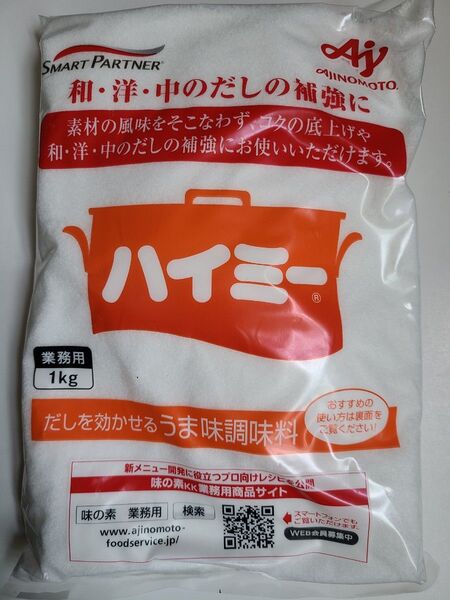 SMART PARTNER®
Aj
AJINOMOTO®
和・洋・中のだしの補強に
素材の風味をそこなわず、コクの底上げや
和・洋・中のだしの補強にお使いいただけます。
ハイミー®
業務用
1kg
だしを効かせるうま味調味料
おすすめの
使い方は裏面を
ご覧ください!
新メニュー開発に役立つプロ向けレシピを公開
味の素KK業務用商品サイト
味の素 業務用 検索
www.ajinomoto-
foodservice.jp/
スマートフォンでも
ご覧いただけます。
WEB会員募集中